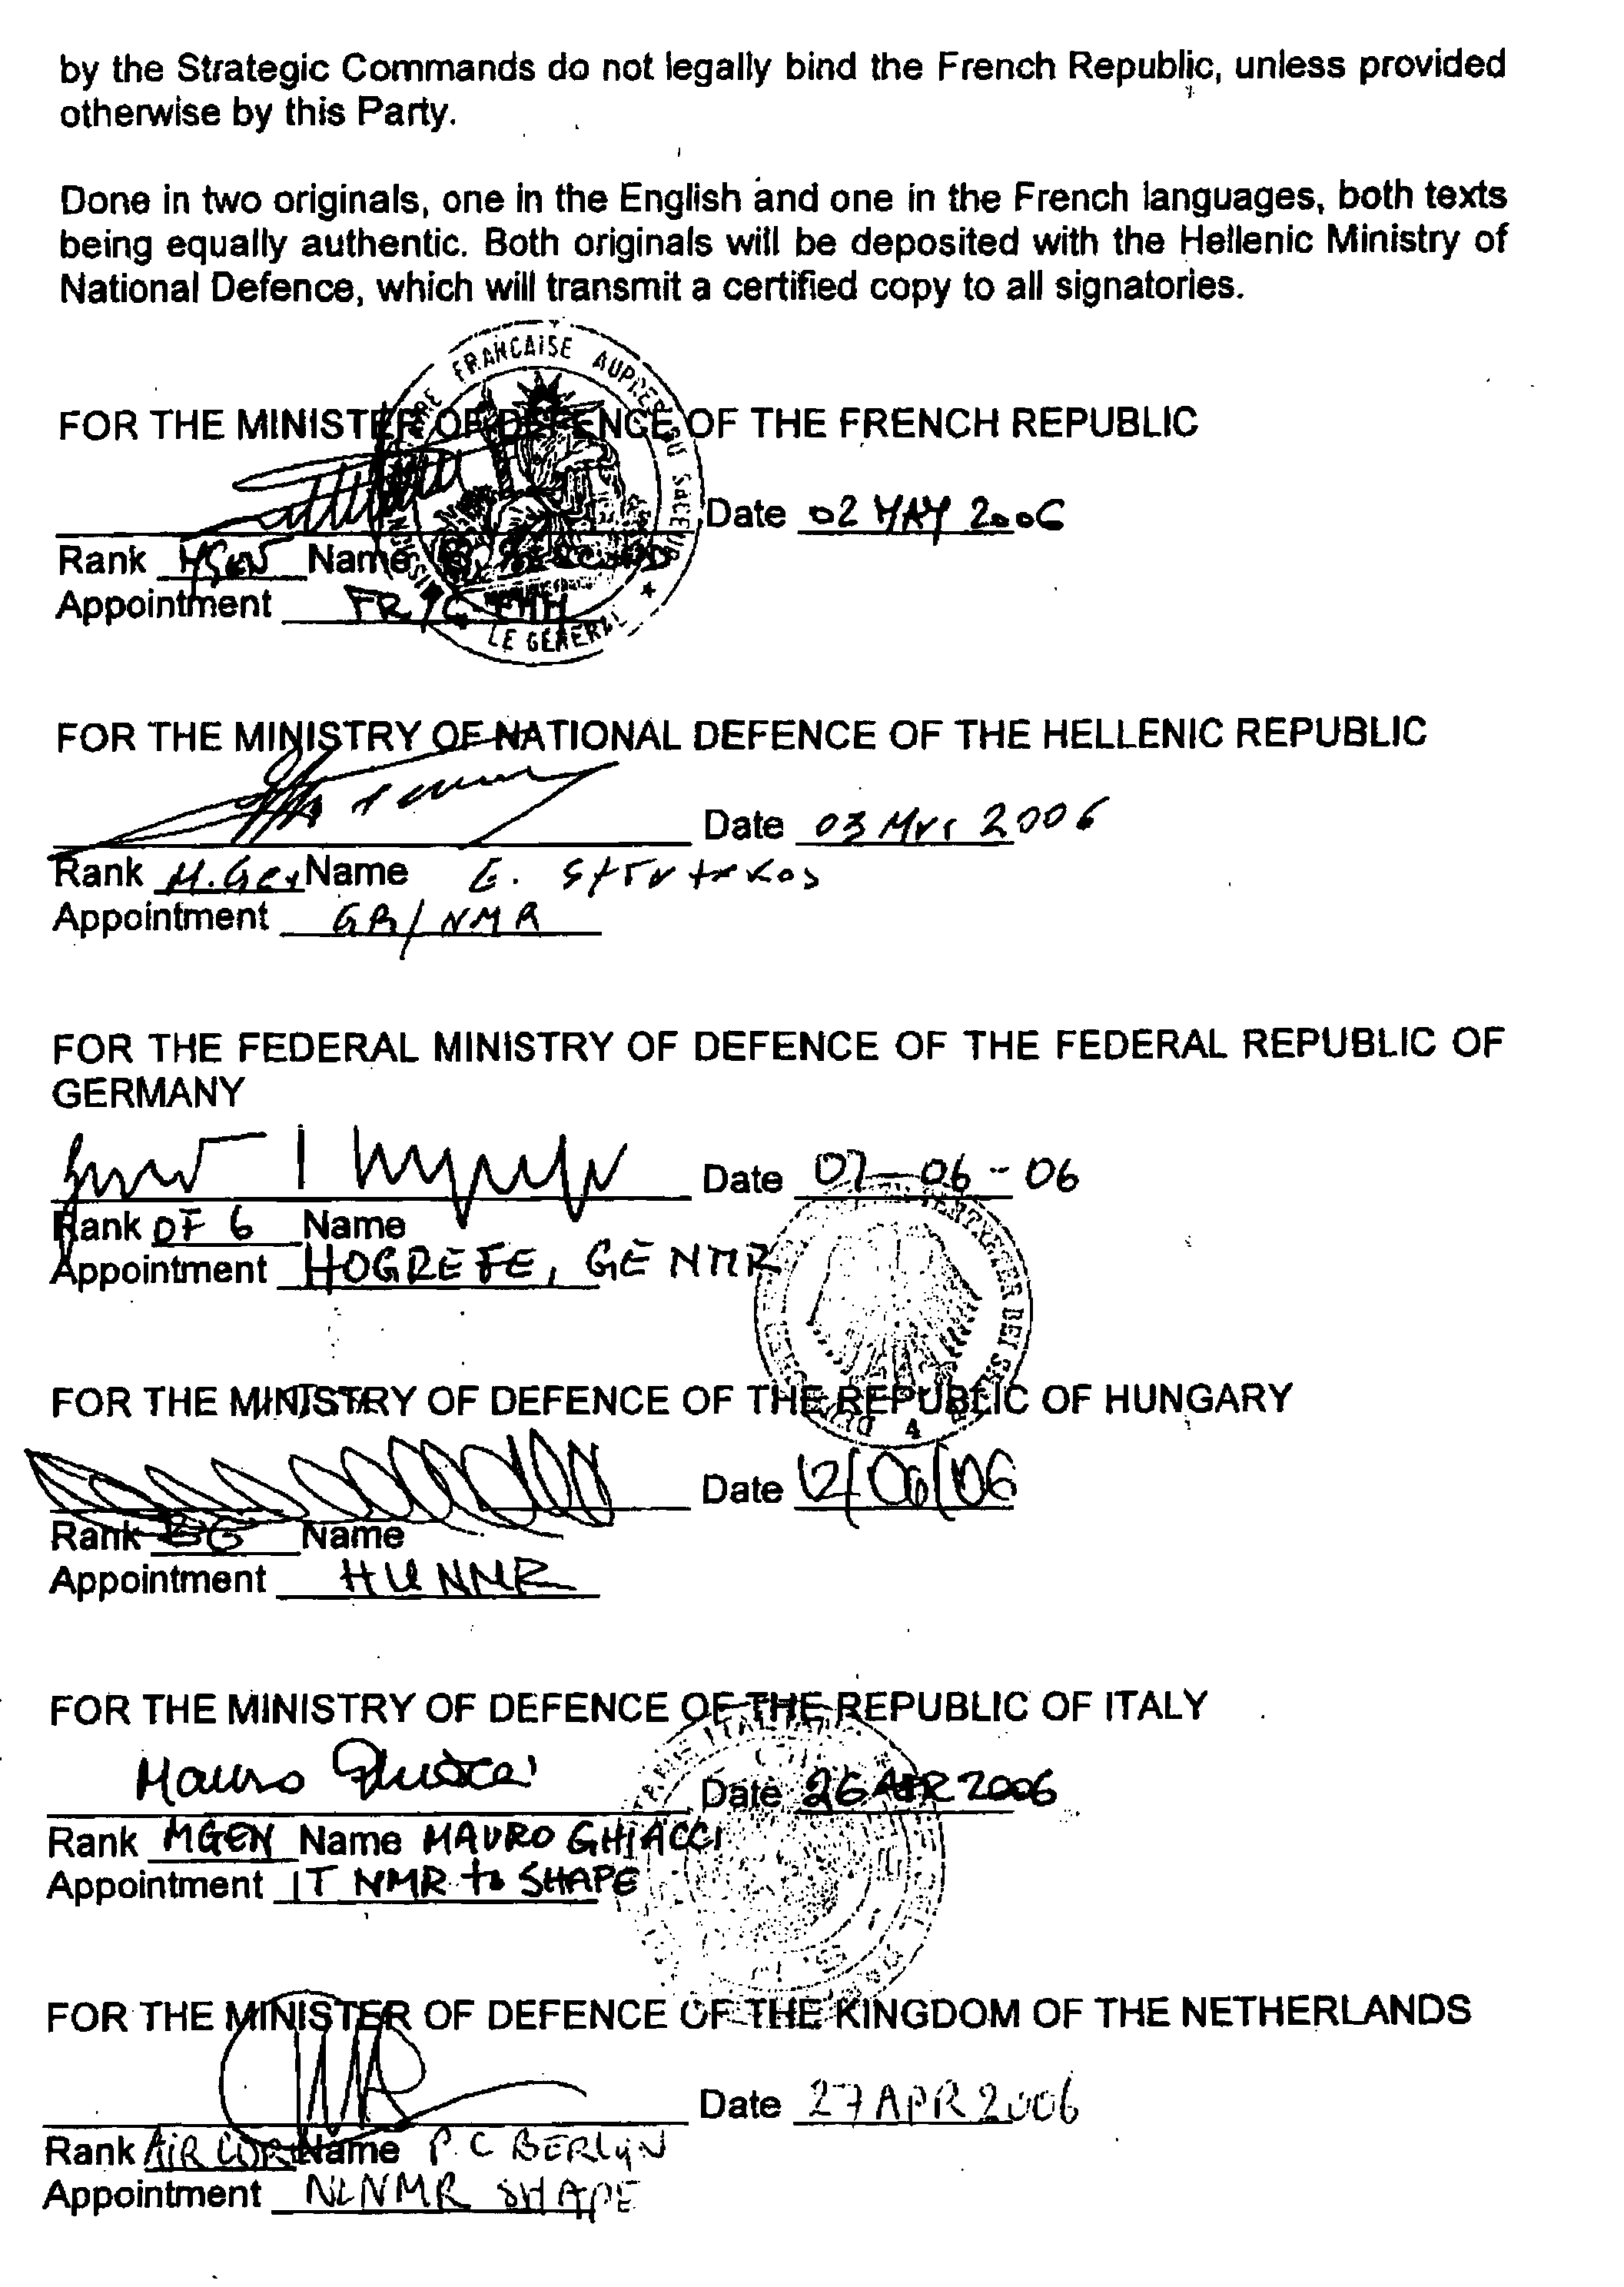 by the Strategic Commands do not legally bind the French Republic, unless provided
otherwise by this Party.
Done in two originals, one in the English and one in the French languages, both texts
being equally authentic. Both originals will be deposited with the Hellenic Ministry of
National Defence, which will transmit a certified copy to all signatories.
FRANCAISE AUPRES DU SACEUR
LE GENERAL
FOR THE MINISTER OF DEFENCE OF THE FRENCH REPUBLIC
Date 02 MAY 2006
Rank MGEN Name
Appointment FR/C
FOR THE MINISTRY OF NATIONAL DEFENCE OF THE HELLENIC REPUBLIC
Date 03 2006
Rank M.Gen Name E.
Appointment GR/NMR
FOR THE FEDERAL MINISTRY OF DEFENCE OF THE FEDERAL REPUBLIC OF
GERMANY
Date 07-06-06
Rank OF 6 Name
Appointment HOGREFE, GE NMR
FOR THE MINISTRY OF DEFENCE OF THE REPUBLIC OF HUNGARY
Date 12/06/06
Rank BG Name
Appointment HUNMR
FOR THE MINISTRY OF DEFENCE OF THE REPUBLIC OF ITALY
Date 26 APR 2006
Rank MGEN Name MAURO GHIACCI
Appointment IT NMR to SHAPE
FOR THE MINISTER OF DEFENCE OF THE KINGDOM OF THE NETHERLANDS
Date 27 APR 2006
Rank AIR CDRE Name P.C BERLYN
Appointment NLNMR SHAPE